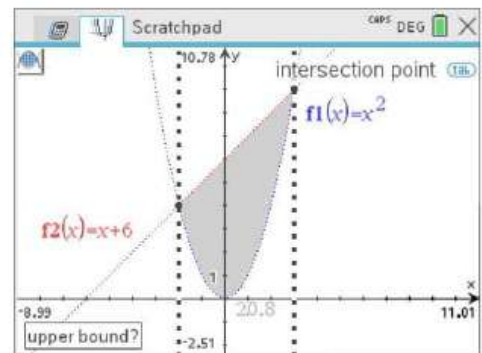 Scratchpad CAPS DEG
10.78 y
intersection point tab
f1(x)=x²
f2(x)=x+6
1
x
-8.99 20.8 11.01
upper bound?
-2.51